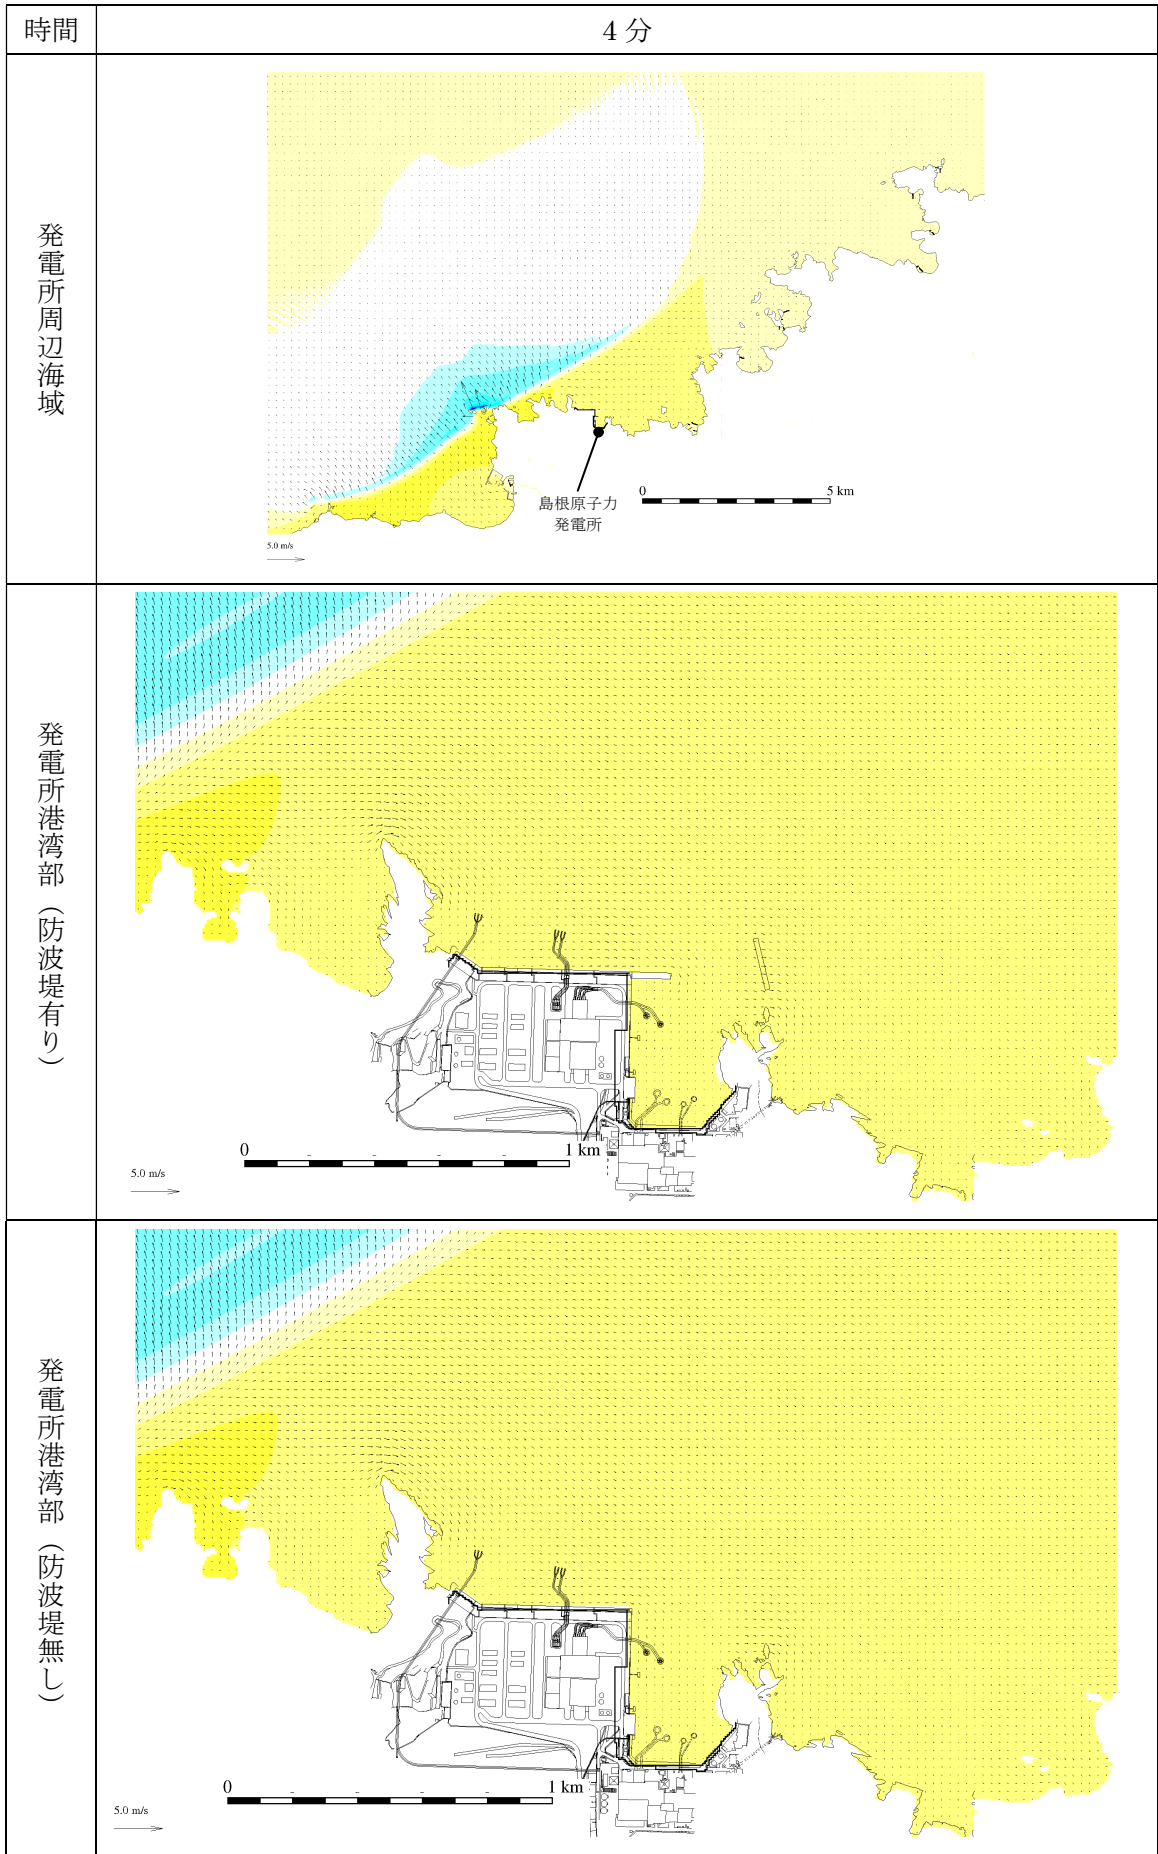 時間
4分
発電所周辺海域
島根原子力
発電所
0 5 km
5.0 m/s
発電所港湾部（防波堤有り）
0 1 km
5.0 m/s
発電所港湾部（防波堤無し）
0 1 km
5.0 m/s